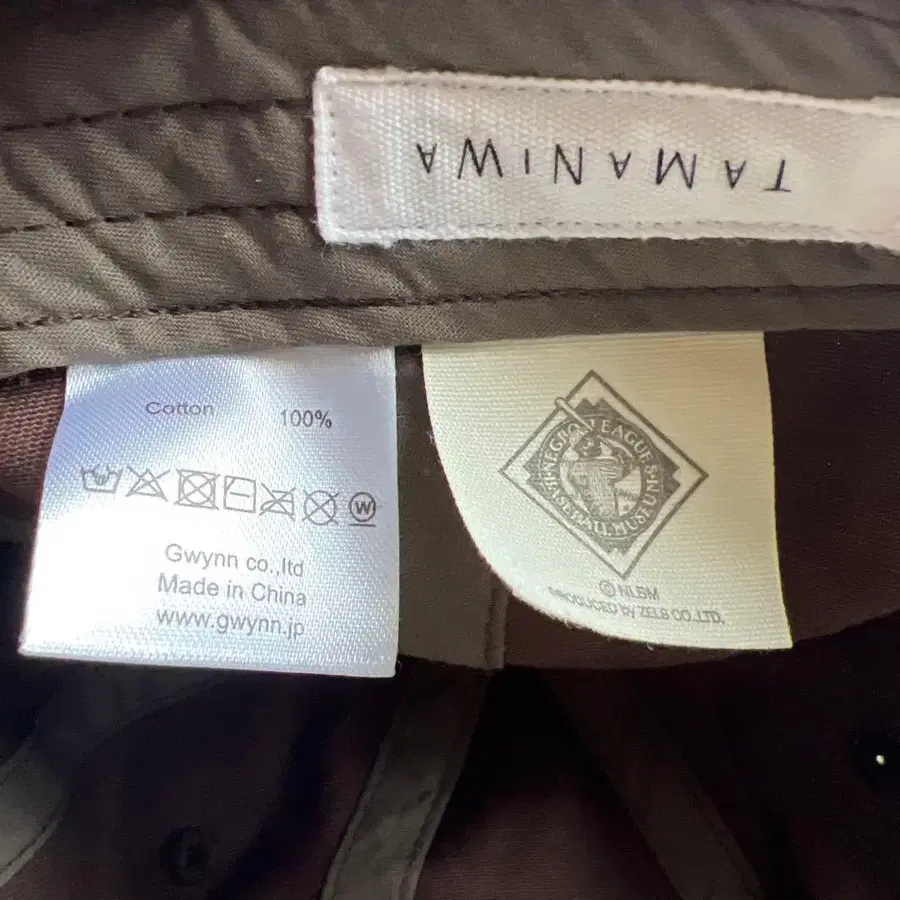 TAMANIWA
Cotton 100%
W
Gwynn co.,ltd
Made in China
www.gwynn.jp
NEGRO LEAGUES
BASEBALL MUSEUM
© NLBM
PRODUCED by ZELS CO.,LTD.